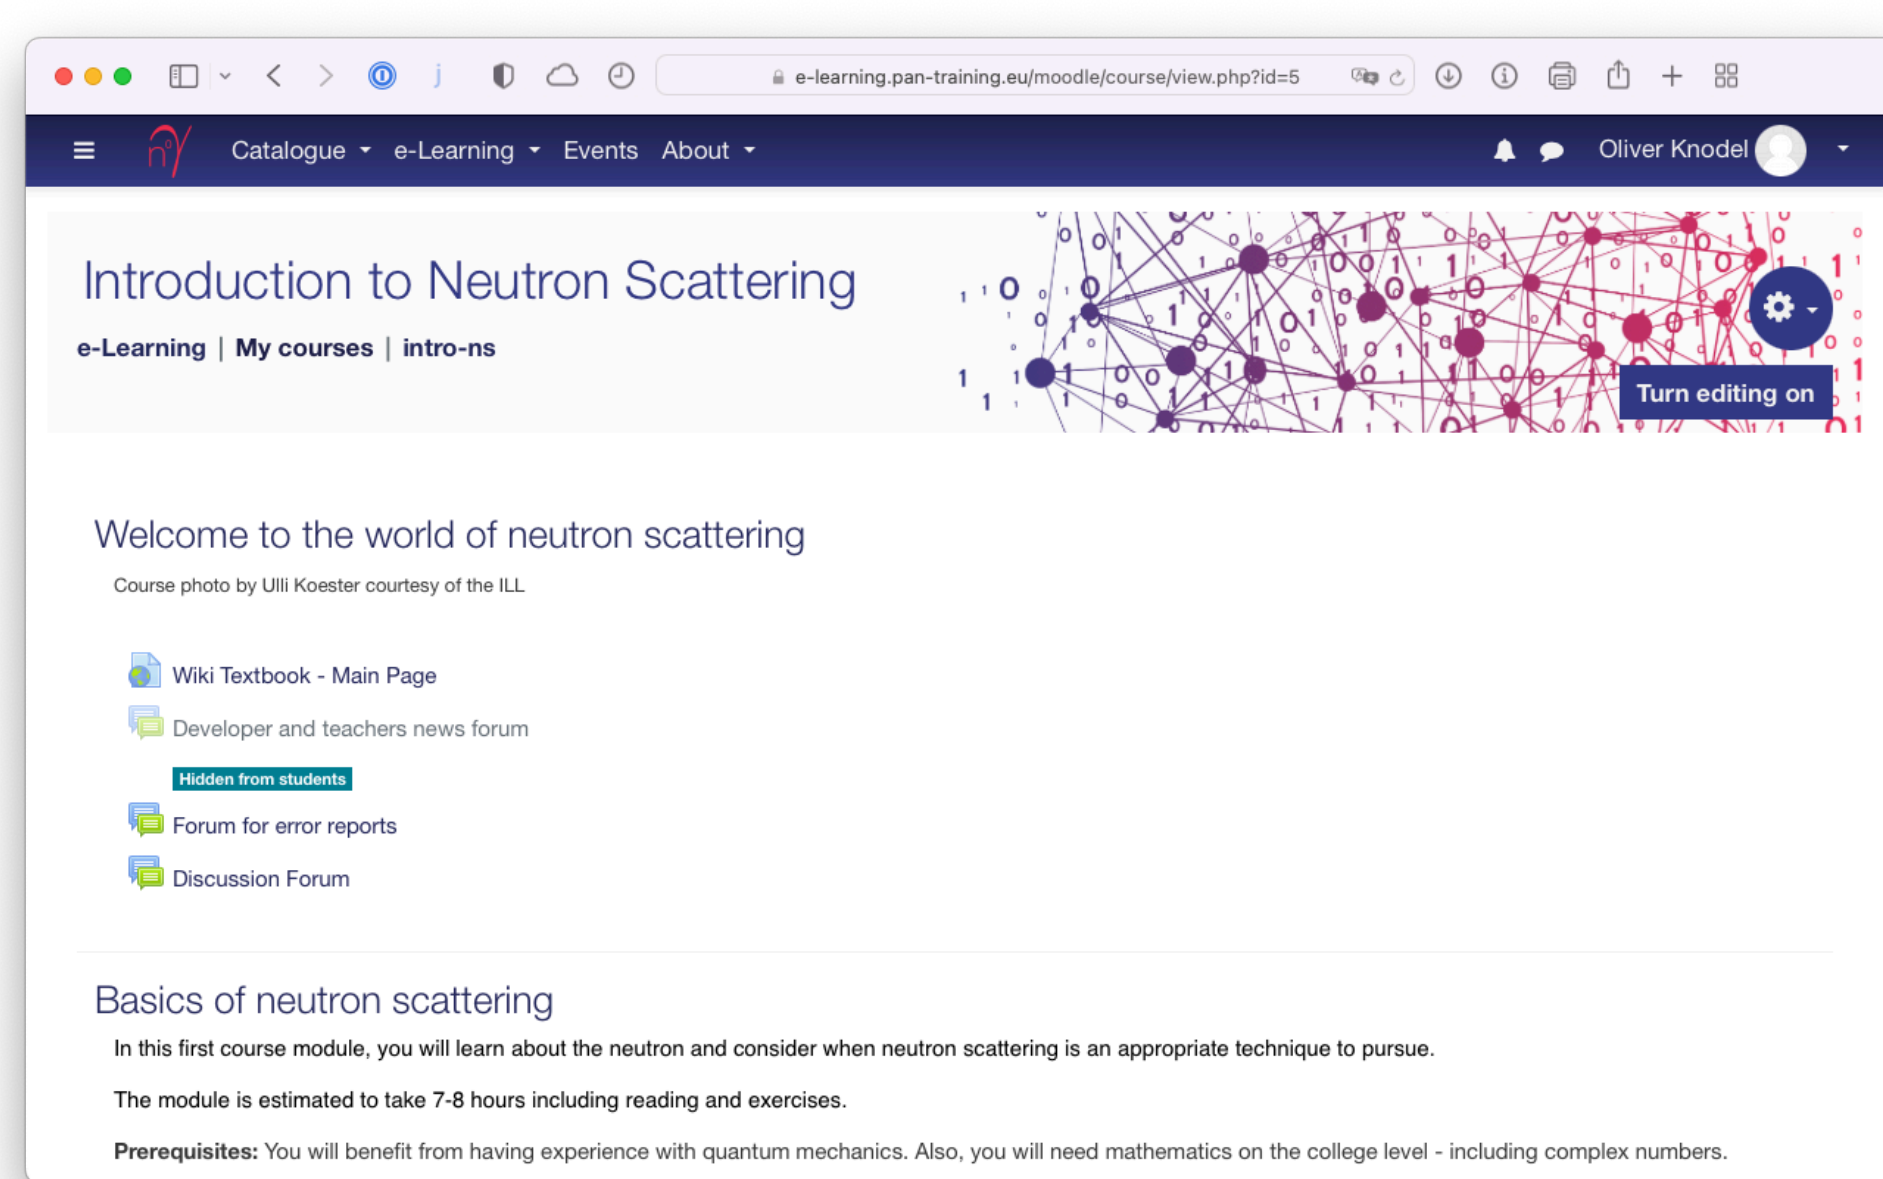 e-learning.pan-training.eu/moodle/course/view.php?id=5
Catalogue e-Learning Events About Oliver Knodel
Introduction to Neutron Scattering
e-Learning | My courses | intro-ns
Turn editing on
Welcome to the world of neutron scattering
Course photo by Ulli Koester courtesy of the ILL
Wiki Textbook - Main Page
Developer and teachers news forum
Hidden from students
Forum for error reports
Discussion Forum
Basics of neutron scattering
In this first course module, you will learn about the neutron and consider when neutron scattering is an appropriate technique to pursue.
The module is estimated to take 7-8 hours including reading and exercises.
Prerequisites: You will benefit from having experience with quantum mechanics. Also, you will need mathematics on the college level - including complex numbers.